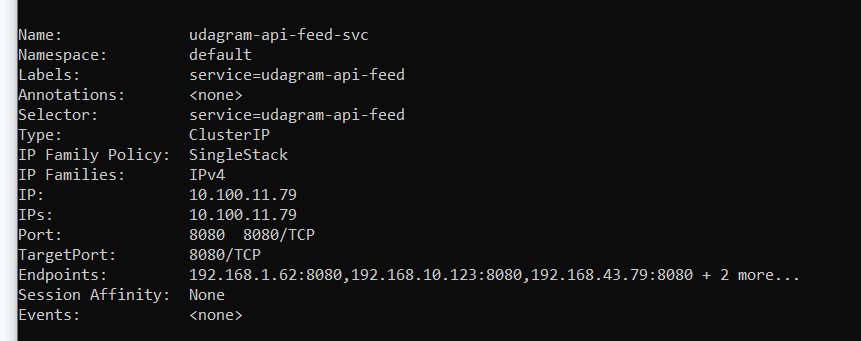 Name:              udagram-api-feed-svc
Namespace:         default
Labels:            service=udagram-api-feed
Annotations:       <none>
Selector:          service=udagram-api-feed
Type:              ClusterIP
IP Family Policy:  SingleStack
IP Families:       IPv4
IP:                10.100.11.79
IPs:               10.100.11.79
Port:              8080  8080/TCP
TargetPort:        8080/TCP
Endpoints:         192.168.1.62:8080,192.168.10.123:8080,192.168.43.79:8080 + 2 more...
Session Affinity:  None
Events:            <none>